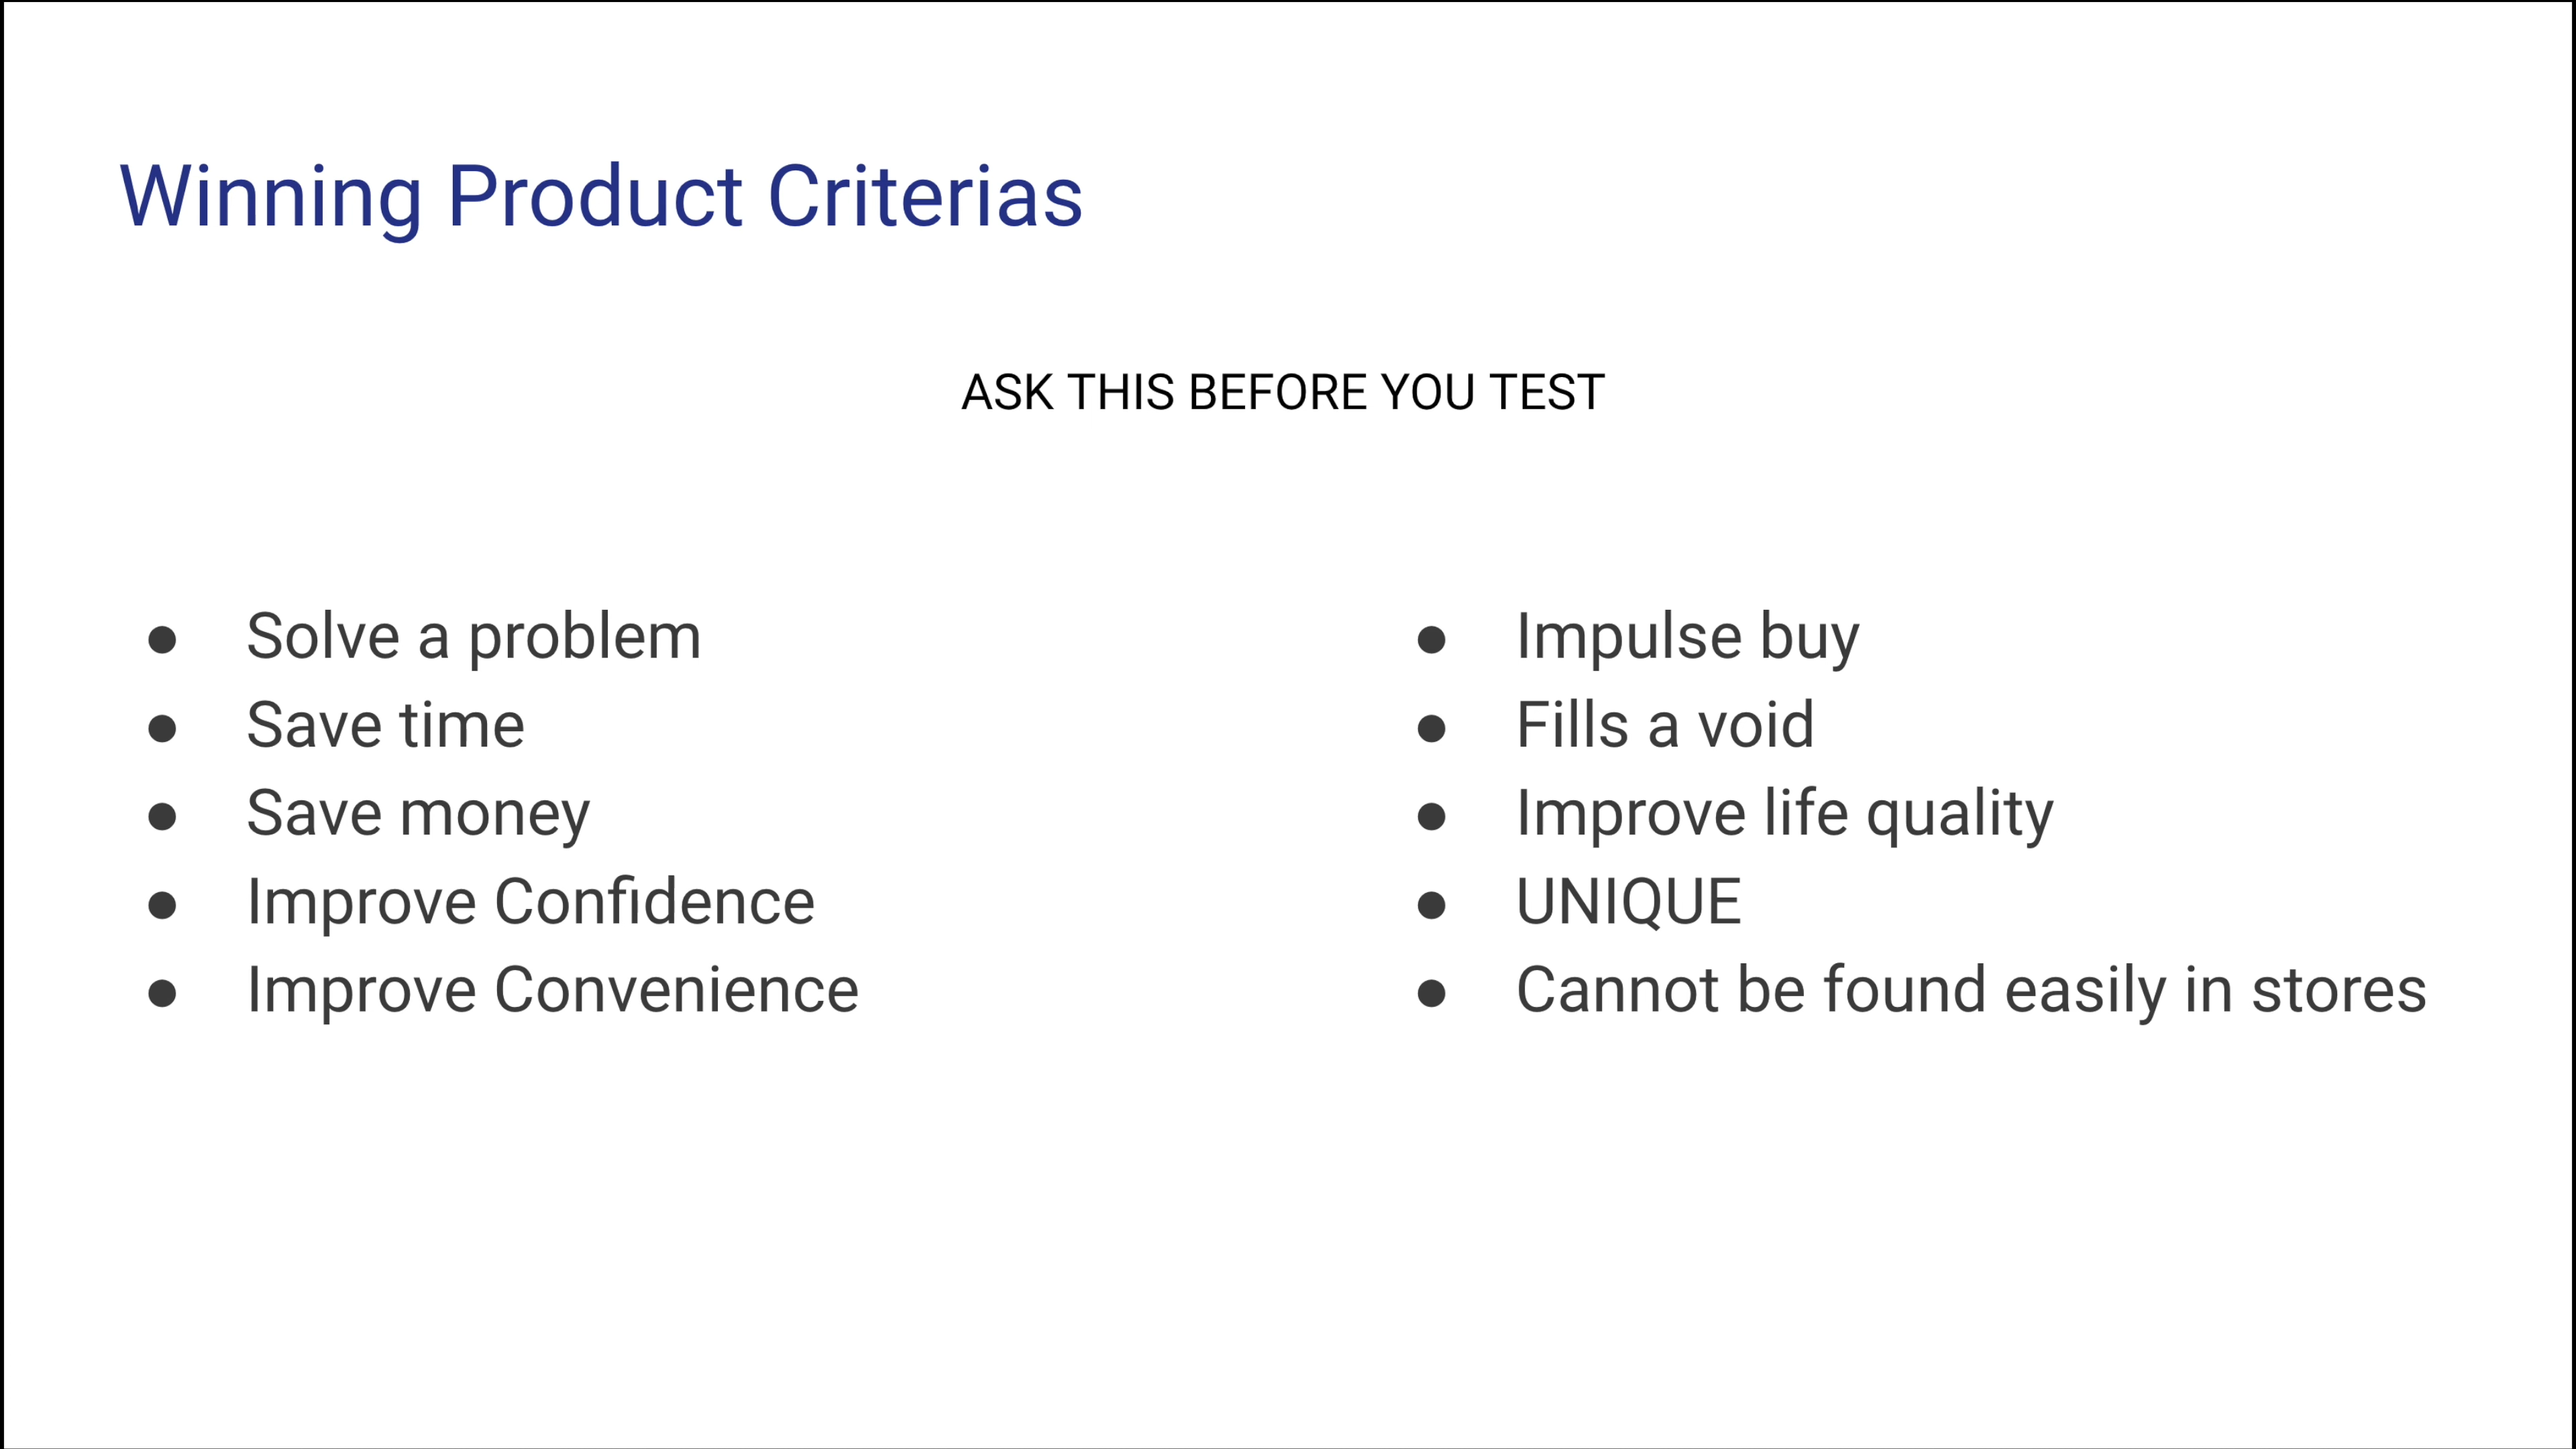 Winning Product Criterias
ASK THIS BEFORE YOU TEST
● Solve a problem
● Save time
● Save money
● Improve Confidence
● Improve Convenience
● Impulse buy
● Fills a void
● Improve life quality
● UNIQUE
● Cannot be found easily in stores